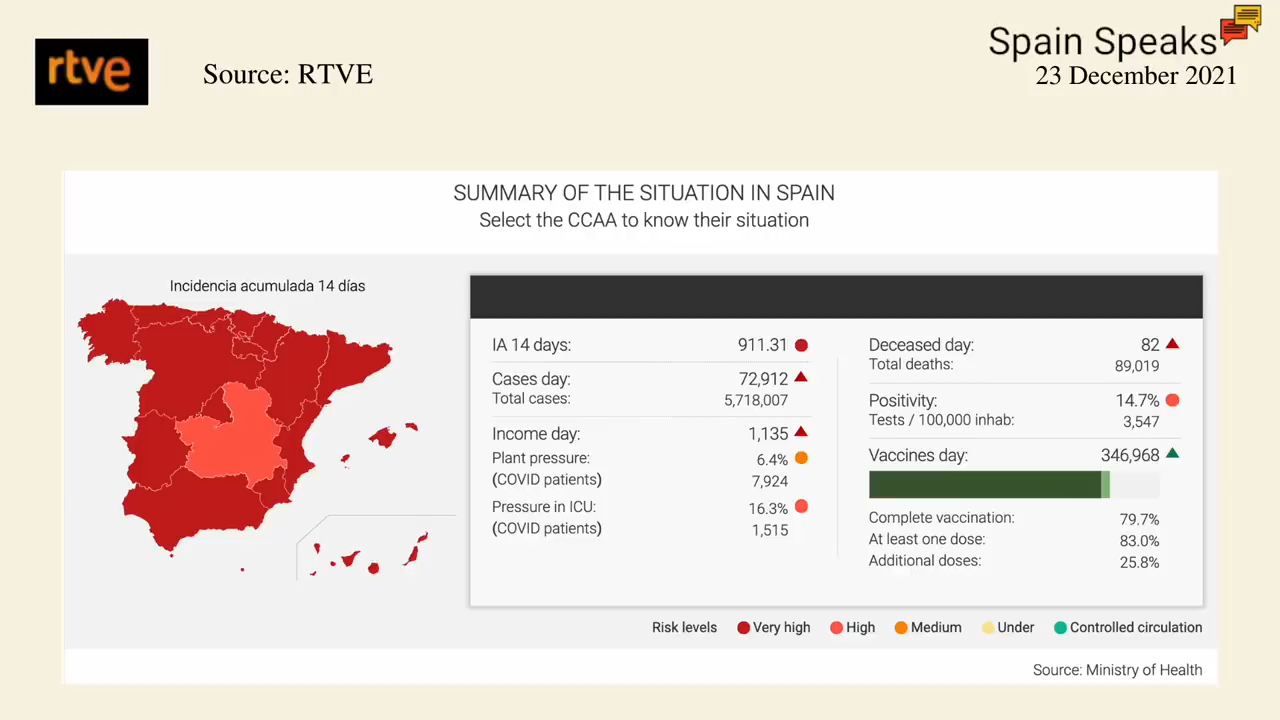 rtve
Source: RTVE
Spain Speaks
23 December 2021
SUMMARY OF THE SITUATION IN SPAIN
Select the CCAA to know their situation
Incidencia acumulada 14 días
IA 14 days: 911.31
Cases day: 72,912
Total cases: 5,718,007
Income day: 1,135
Plant pressure: 6.4%
(COVID patients) 7,924
Pressure in ICU: 16.3%
(COVID patients) 1,515
Deceased day: 82
Total deaths: 89,019
Positivity: 14.7%
Tests / 100,000 inhab: 3,547
Vaccines day: 346,968
Complete vaccination: 79.7%
At least one dose: 83.0%
Additional doses: 25.8%
Risk levels Very high High Medium Under Controlled circulation
Source: Ministry of Health